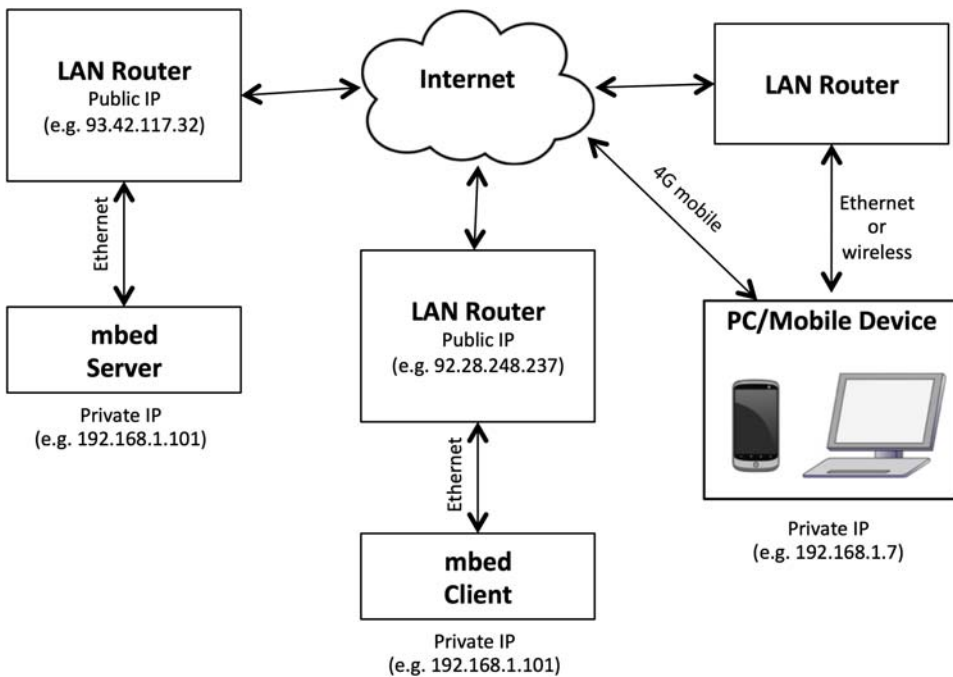 LAN Router
Public IP
(e.g. 93.42.117.32)
Internet
LAN Router
Ethernet
4G mobile
Ethernet
or
wireless
mbed
Server
Private IP
(e.g. 192.168.1.101)
LAN Router
Public IP
(e.g. 92.28.248.237)
PC/Mobile Device
Ethernet
Private IP
(e.g. 192.168.1.7)
mbed
Client
Private IP
(e.g. 192.168.1.101)